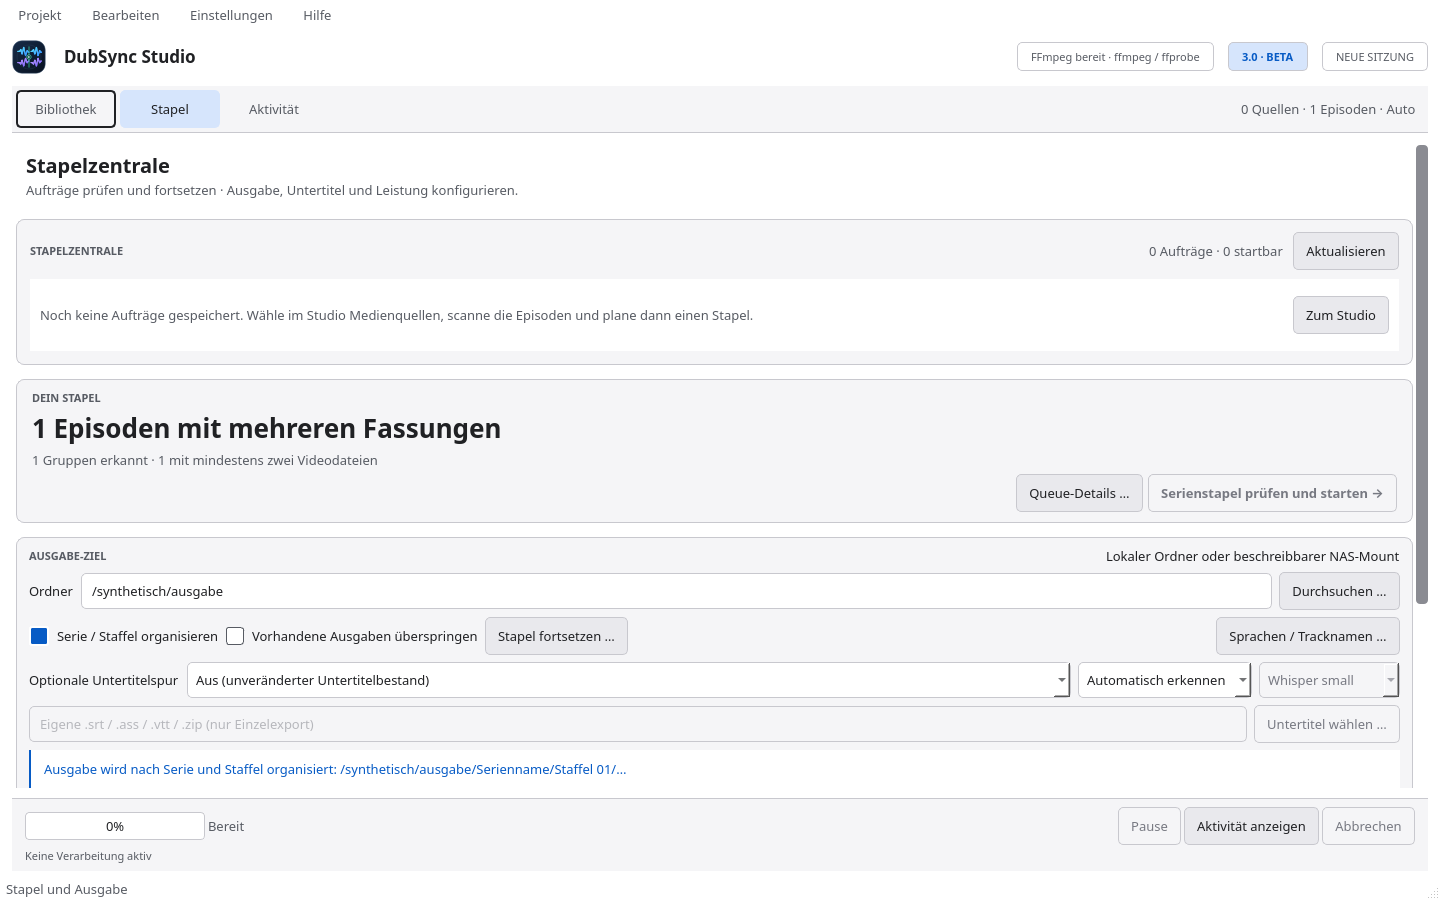 Projekt Bearbeiten Einstellungen Hilfe
DubSync Studio
FFmpeg bereit · ffmpeg / ffprobe
3.0 · BETA
NEUE SITZUNG
Bibliothek Stapel Aktivität
0 Quellen · 1 Episoden · Auto
Stapelzentrale
Aufträge prüfen und fortsetzen · Ausgabe, Untertitel und Leistung konfigurieren.
STAPELZENTRALE
0 Aufträge · 0 startbar
Aktualisieren
Noch keine Aufträge gespeichert. Wähle im Studio Medienquellen, scanne die Episoden und plane dann einen Stapel.
Zum Studio
DEIN STAPEL
1 Episoden mit mehreren Fassungen
1 Gruppen erkannt · 1 mit mindestens zwei Videodateien
Queue-Details ...
Serienstapel prüfen und starten →
AUSGABE-ZIEL
Lokaler Ordner oder beschreibbarer NAS-Mount
Ordner
/synthetisch/ausgabe
Durchsuchen ...
Serie / Staffel organisieren
Vorhandene Ausgaben überspringen
Stapel fortsetzen ...
Sprachen / Tracknamen ...
Optionale Untertitelspur
Aus (unveränderter Untertitelbestand)
Automatisch erkennen
Whisper small
Eigene .srt / .ass / .vtt / .zip (nur Einzelexport)
Untertitel wählen ...
Ausgabe wird nach Serie und Staffel organisiert: /synthetisch/ausgabe/Serienname/Staffel 01/...
0%
Bereit
Pause
Aktivität anzeigen
Abbrechen
Keine Verarbeitung aktiv
Stapel und Ausgabe